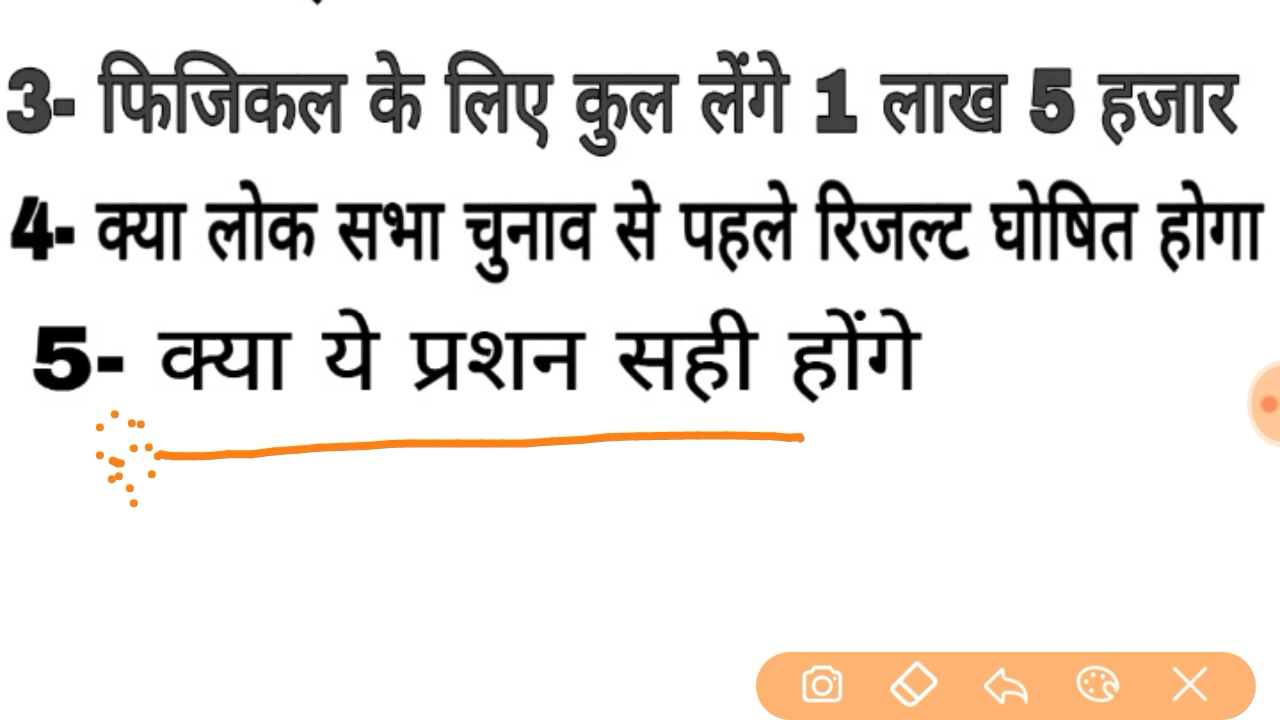 3- फिजिकल के लिए कुल लेंगे 1 लाख 5 हजार
4- क्या लोक सभा चुनाव से पहले रिजल्ट घोषित होगा
5- क्या ये प्रशन सही होंगे